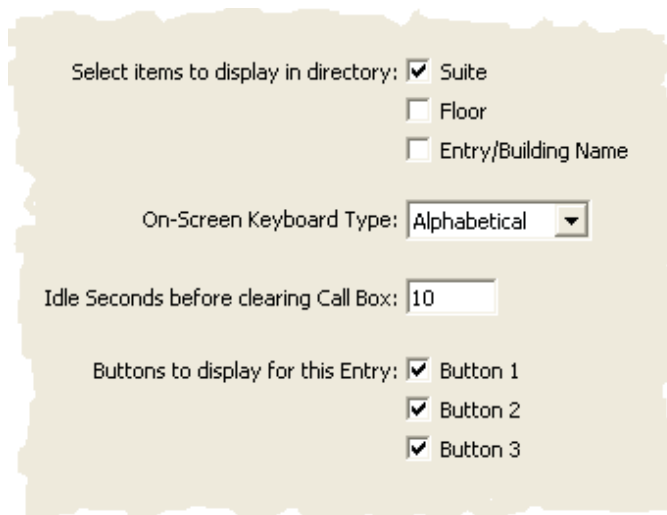 Select items to display in directory: Suite
Floor
Entry/Building Name
On-Screen Keyboard Type: Alphabetical
Idle Seconds before clearing Call Box: 10
Buttons to display for this Entry: Button 1
Button 2
Button 3